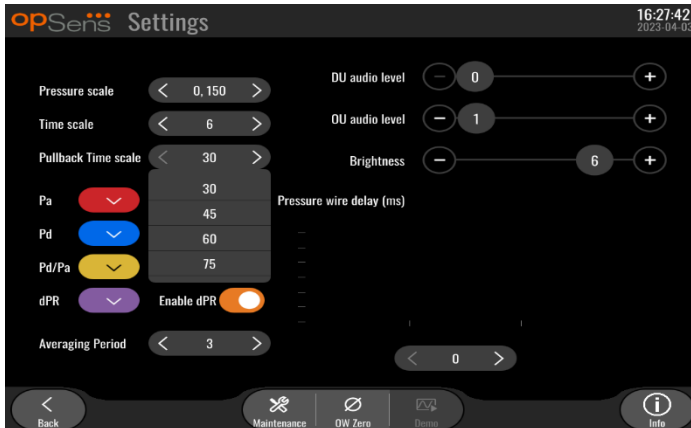 opSens Settings
16:27:42
2023-04-03
Pressure scale 0, 150
Time scale 6
Pullback Time scale 30
30
45
60
75
Pa
Pd
Pd/Pa
dPR Enable dPR
Averaging Period 3
DU audio level 0
OU audio level 1
Brightness 6
Pressure wire delay (ms)
0
Back
Maintenance
OW Zero
Demo
Info